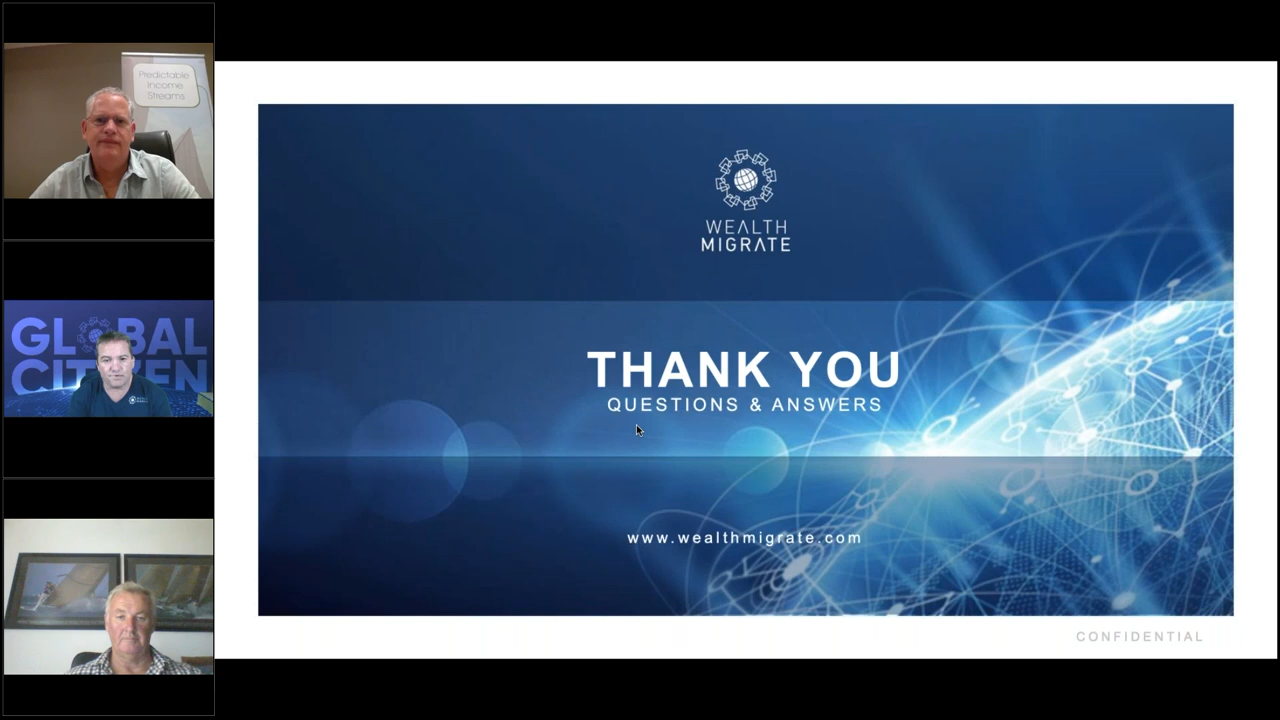 Predictable
Income
Streams
GLOBAL
CITIZEN
WEALTH
MIGRATE
THANK YOU
QUESTIONS & ANSWERS
www.wealthmigrate.com
CONFIDENTIAL